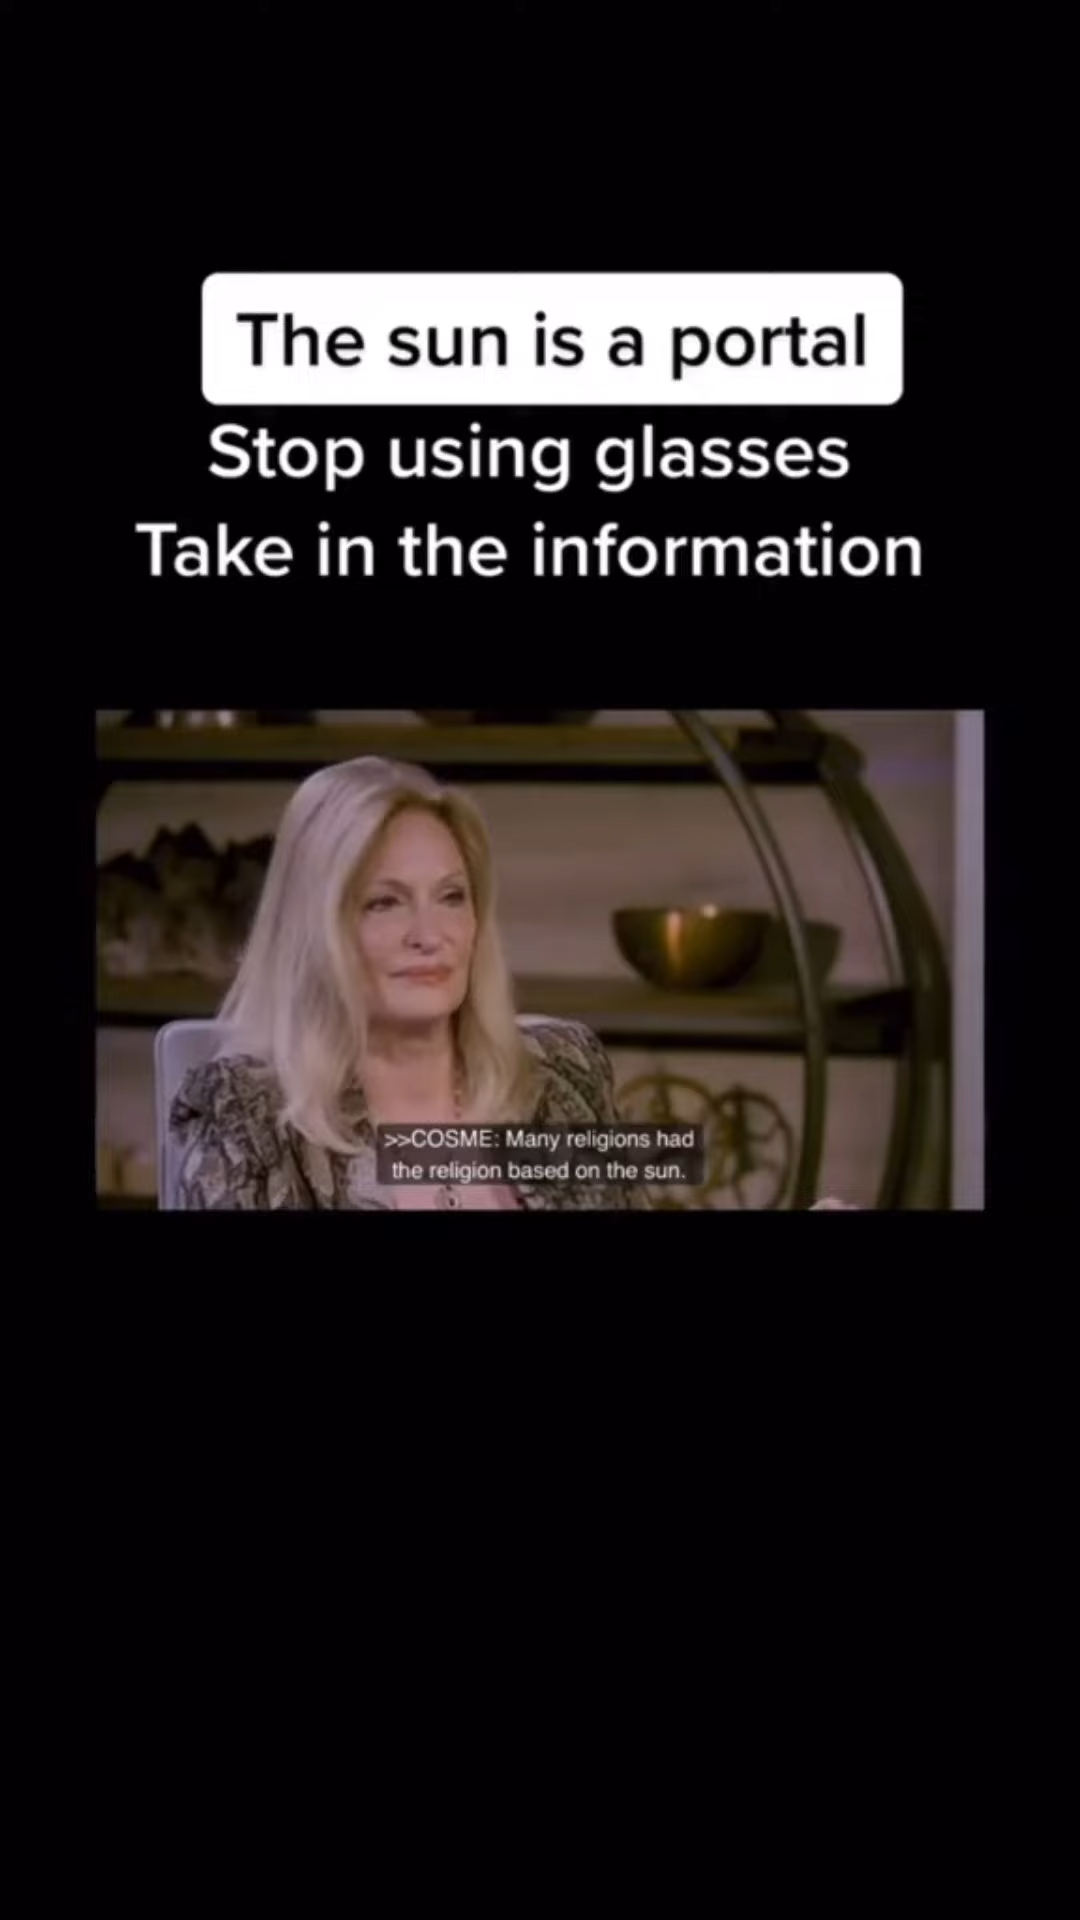 The sun is a portal
Stop using glasses
Take in the information
>>COSME: Many religions had
the religion based on the sun.